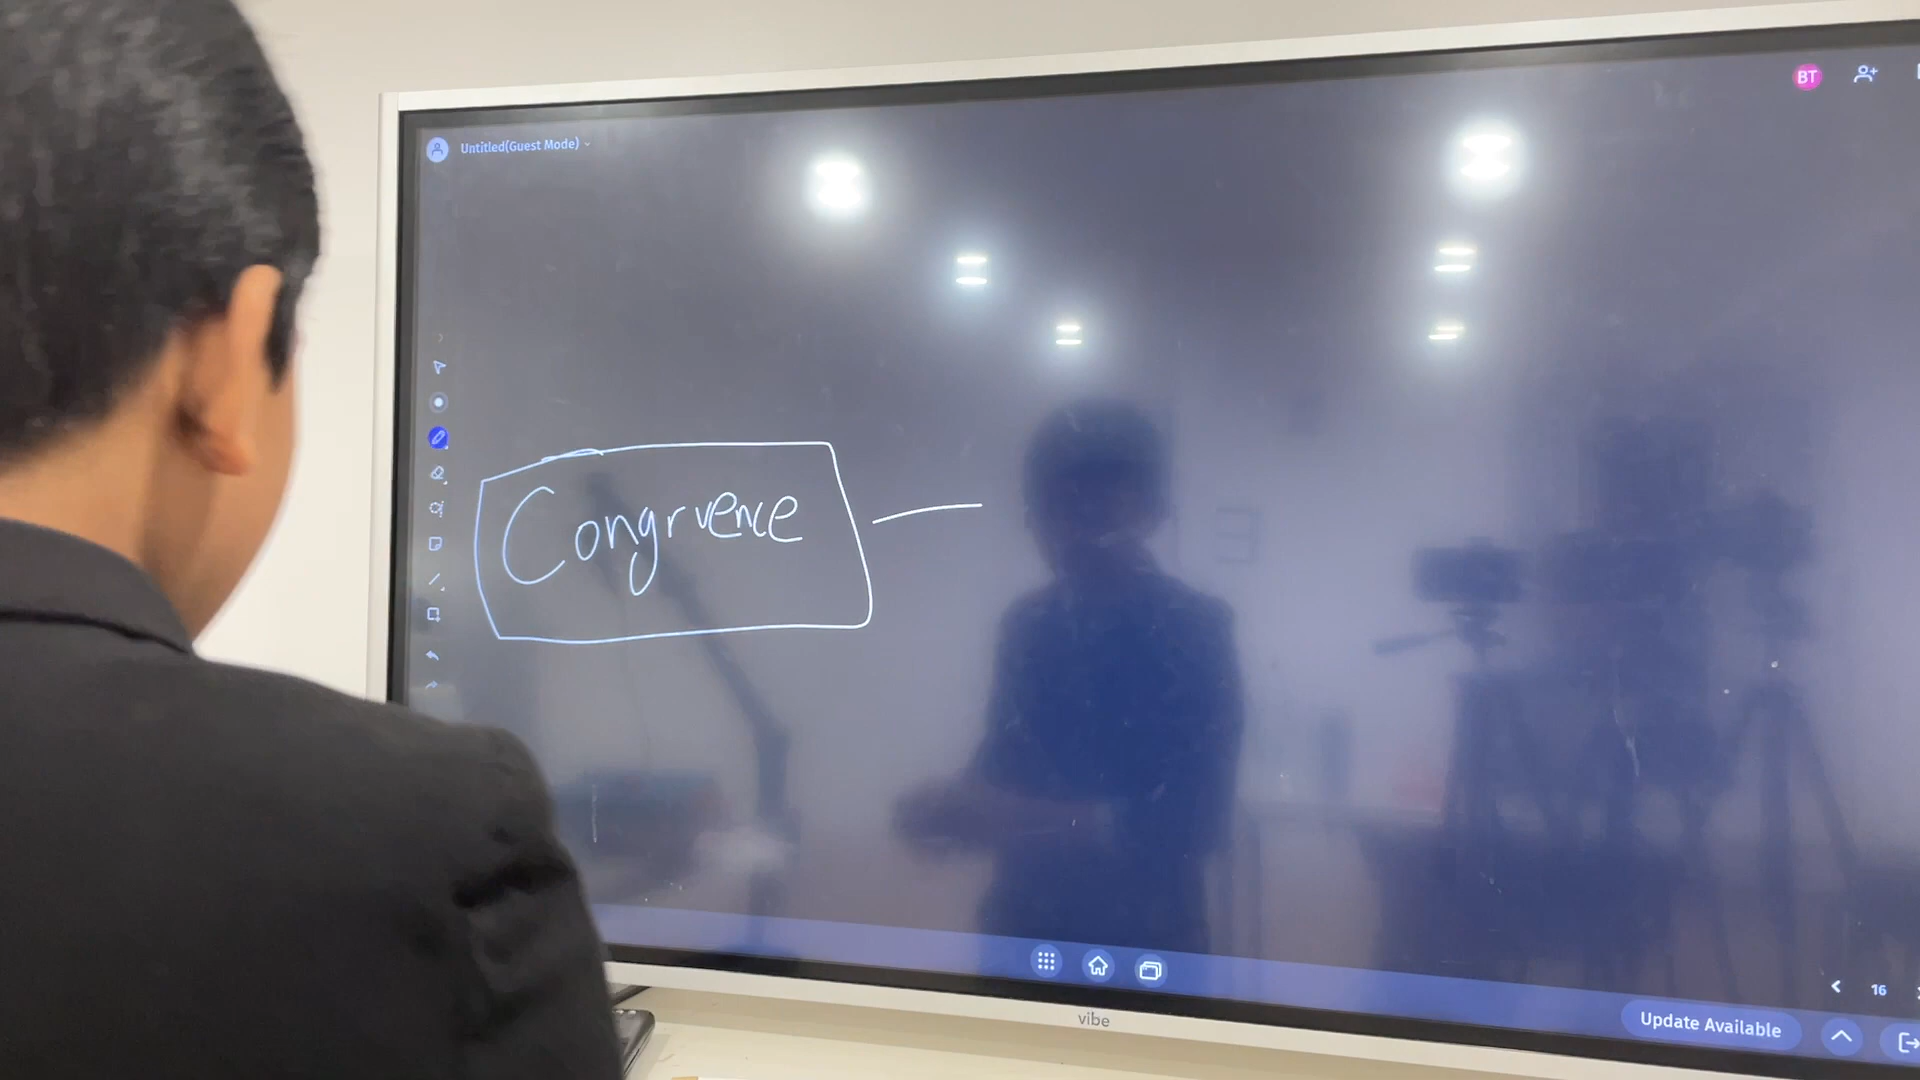 BT
Untitled(Guest Mode)
Congruence
16
Update Available
vibe